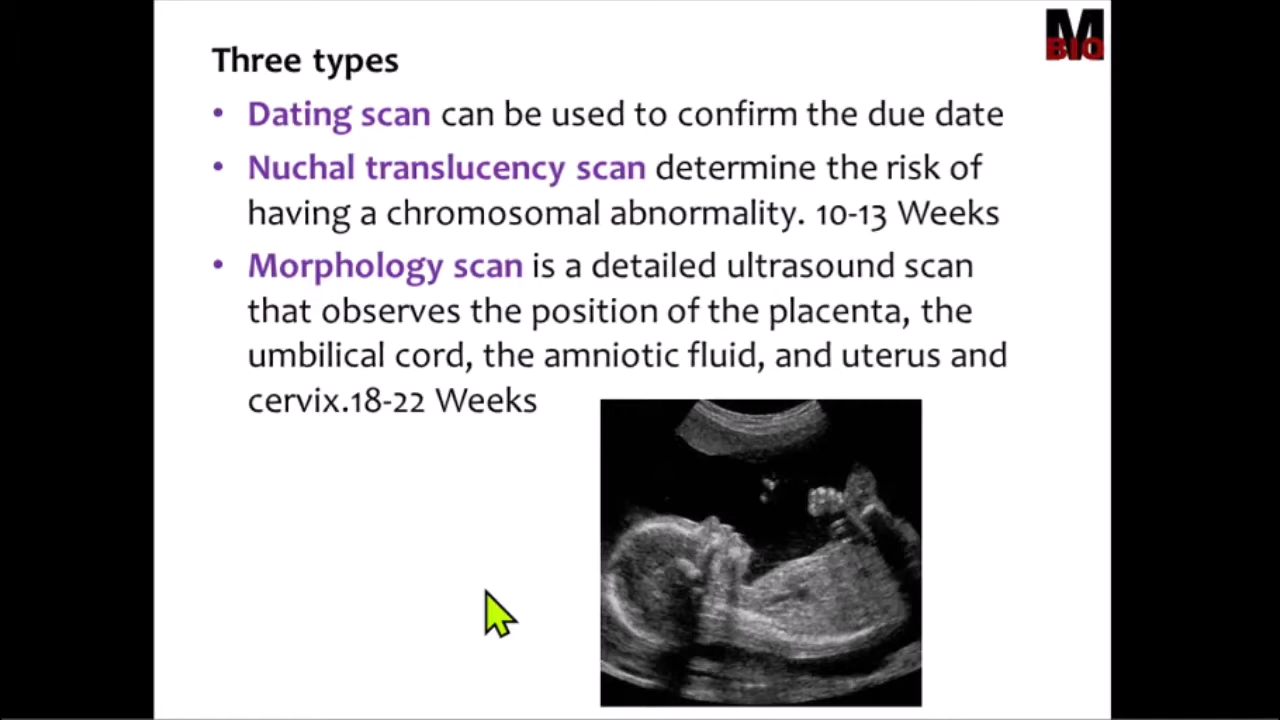 M
BIO
Three types
• Dating scan can be used to confirm the due date
• Nuchal translucency scan determine the risk of
having a chromosomal abnormality. 10-13 Weeks
• Morphology scan is a detailed ultrasound scan
that observes the position of the placenta, the
umbilical cord, the amniotic fluid, and uterus and
cervix.18-22 Weeks